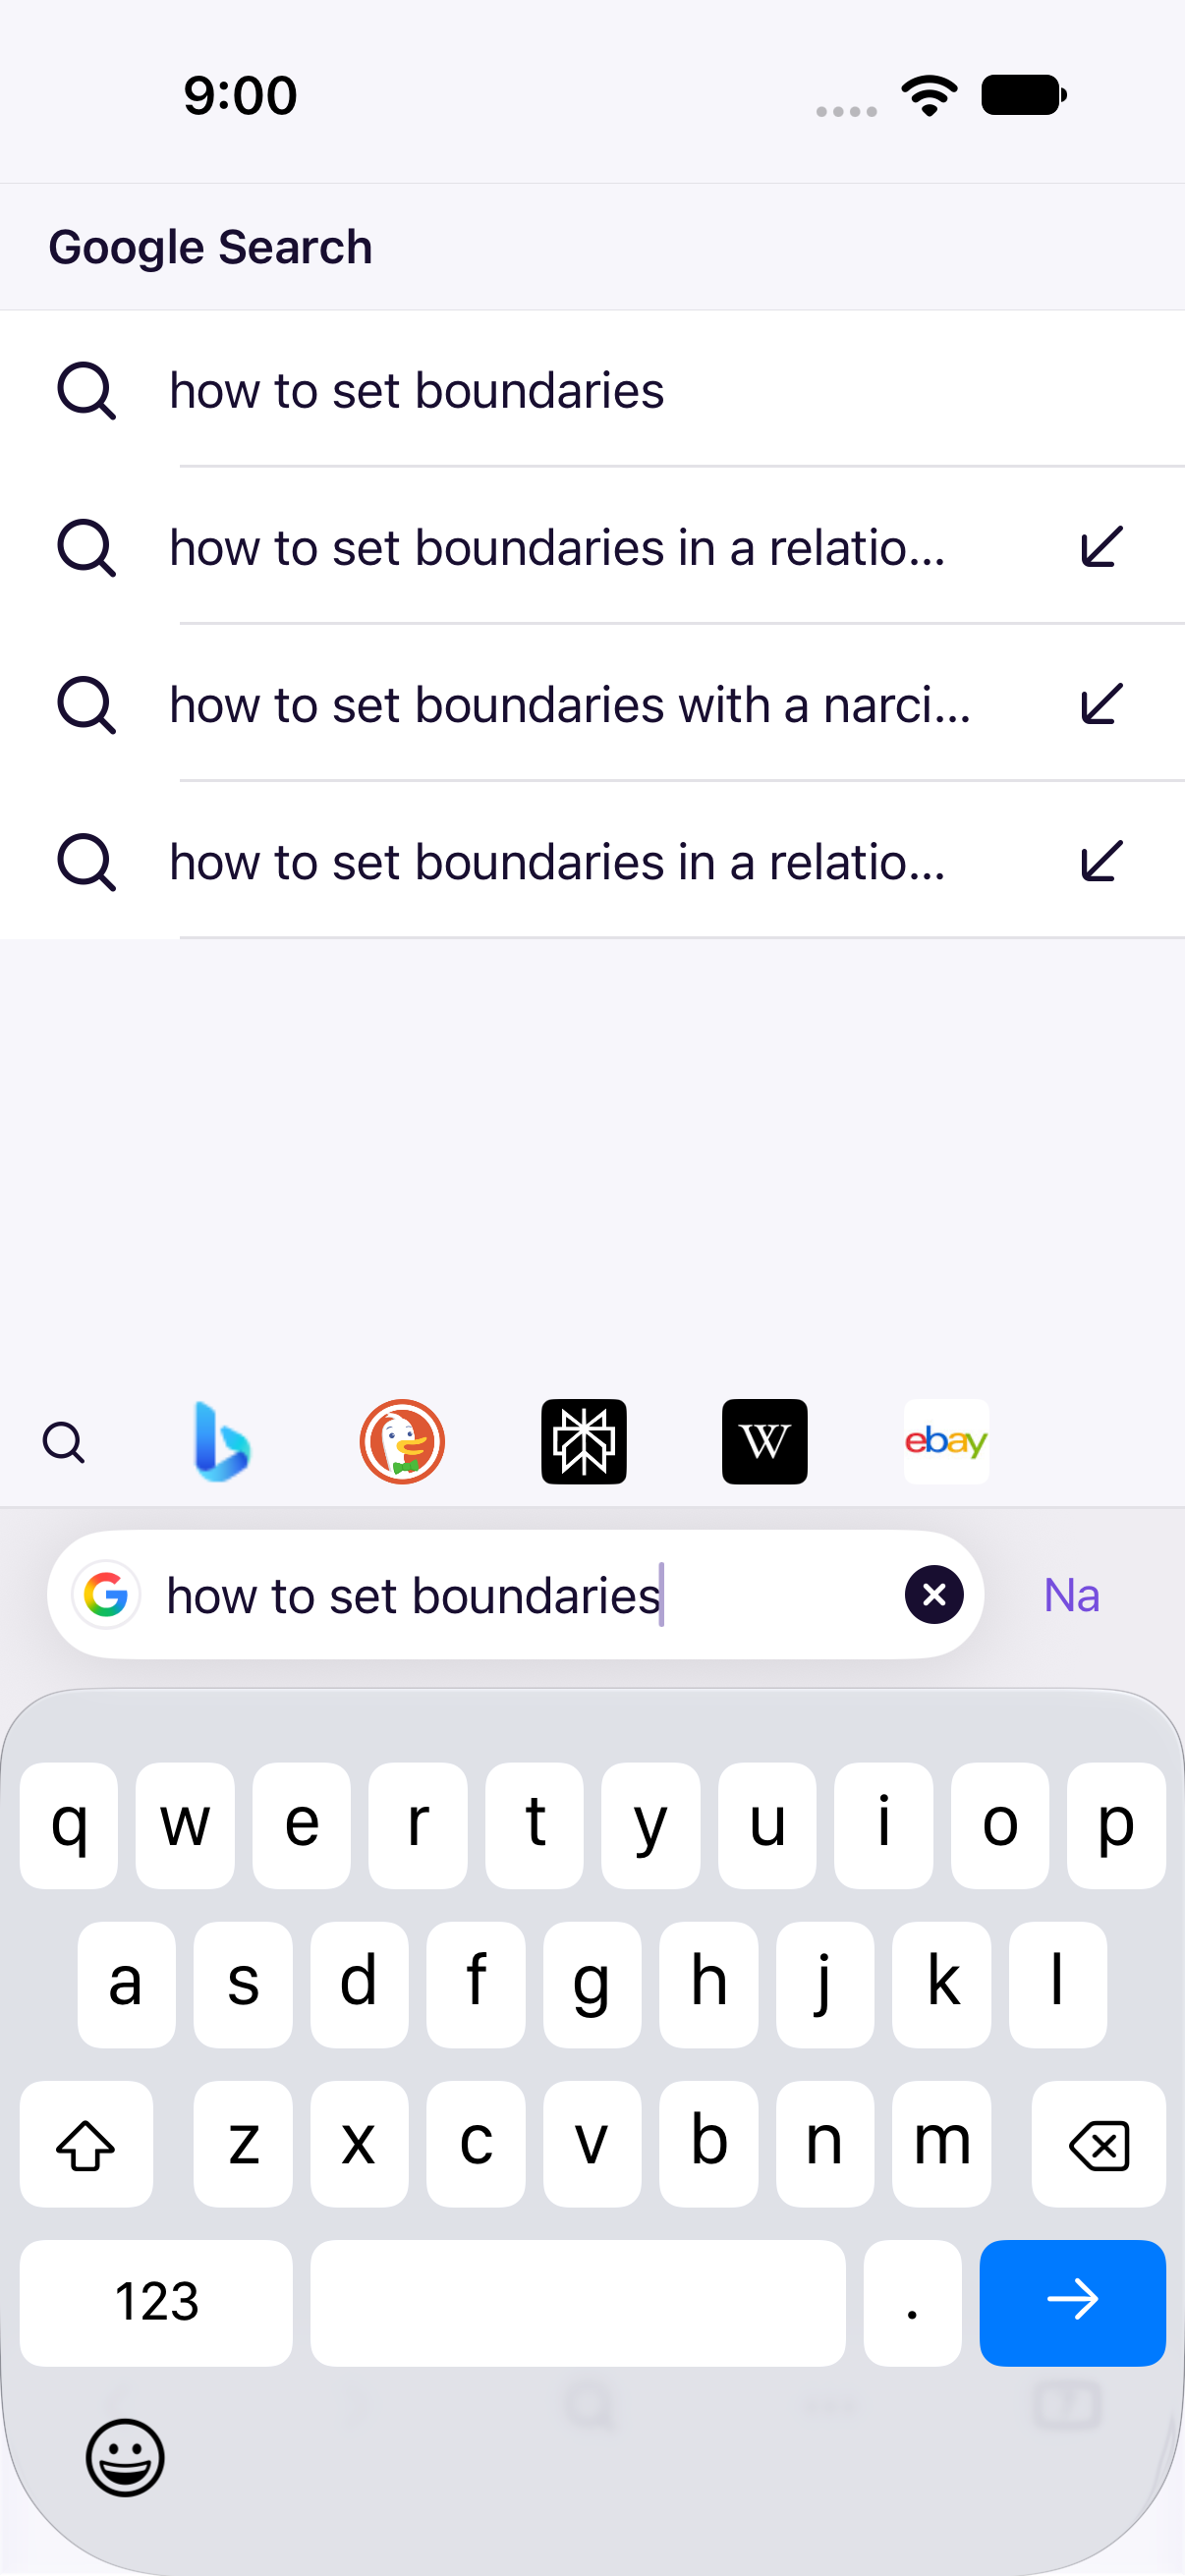 9:00
Google Search
how to set boundaries
how to set boundaries in a relatio...
how to set boundaries with a narci...
how to set boundaries in a relatio...
W
ebay
G
how to set boundaries
Na
q w e r t y u i o p
a s d f g h j k l
z x c v b n m
123 .